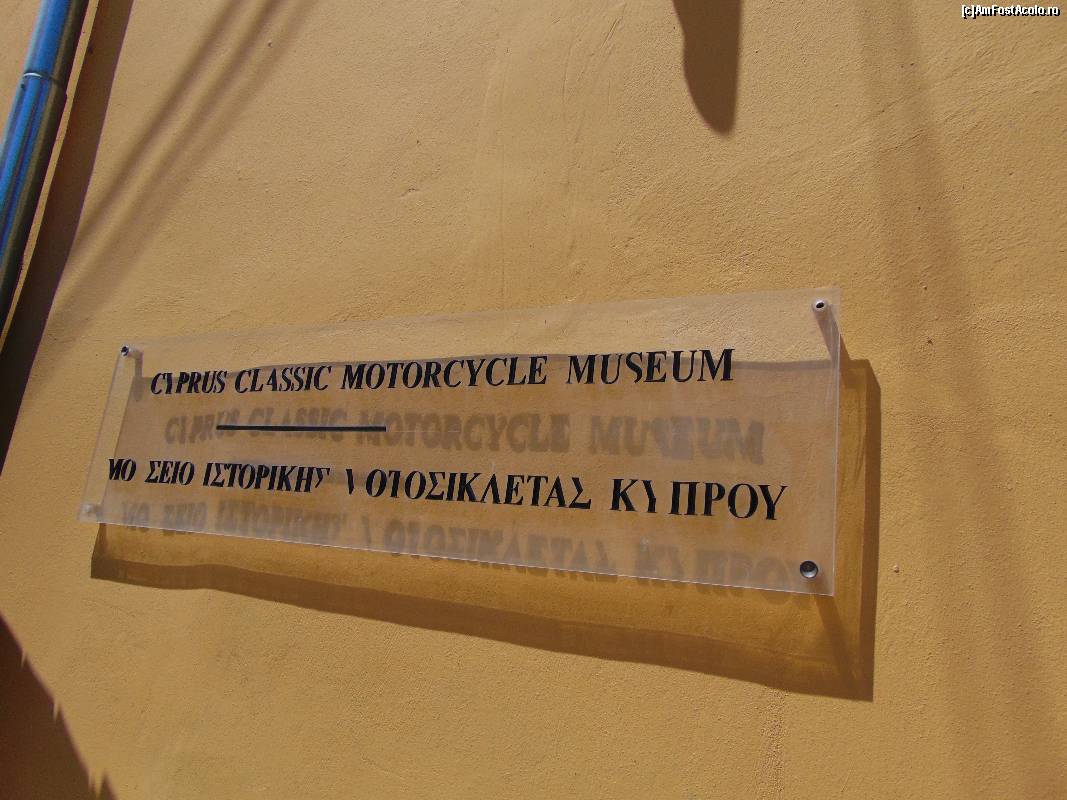 [c]AmFostAcolo.ro
CYPRUS CLASSIC MOTORCYCLE MUSEUM
ΜΟ ΣΕΙΟ ΙΣΤΟΡΙΚΗΣ ΟΤΟΣΙΚΛΕΤΑΣ ΚΥΠΡΟΥ